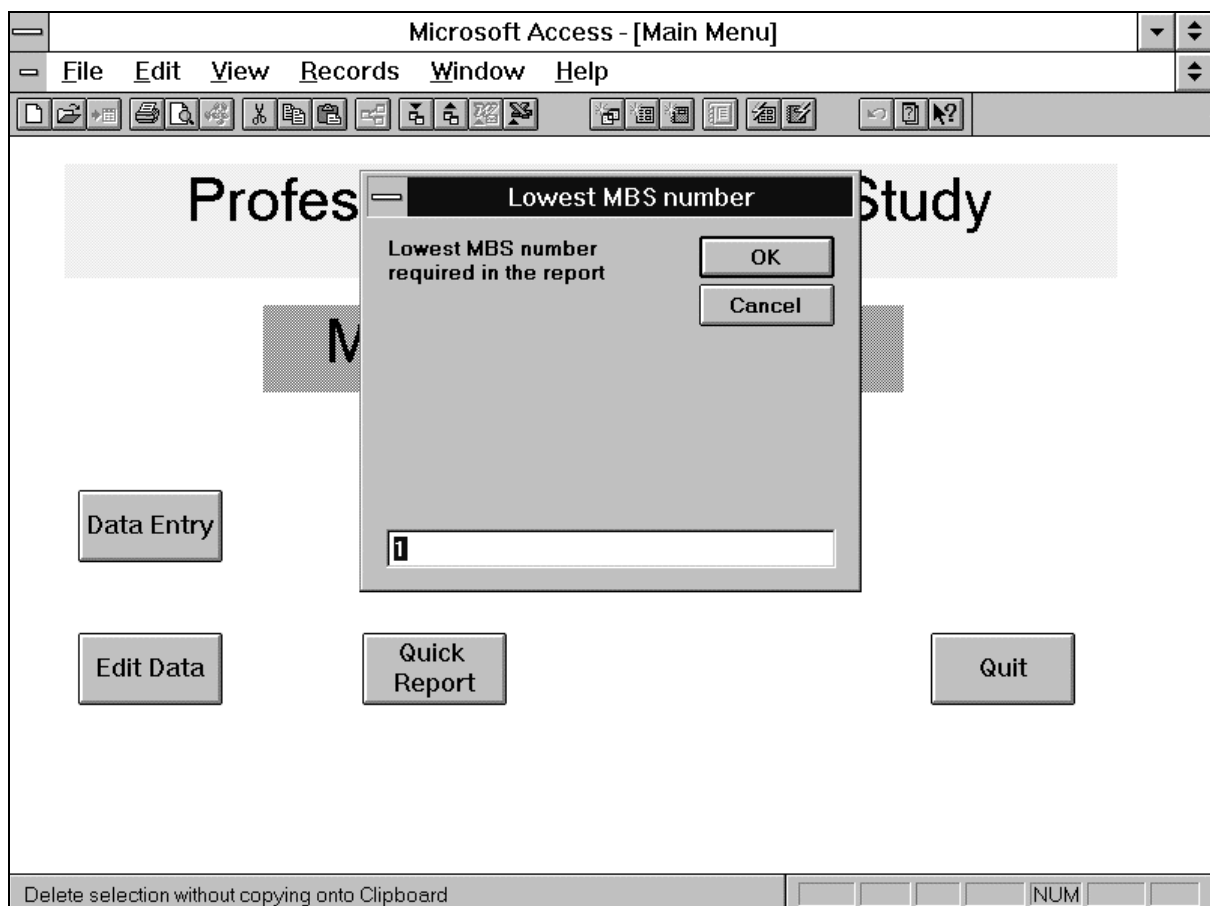 Microsoft Access - [Main Menu]
File Edit View Records Window Help
Profes
Study
Lowest MBS number
Lowest MBS number
required in the report
OK
Cancel
M
Data Entry
1
Edit Data
Quick
Report
Quit
Delete selection without copying onto Clipboard
NUM